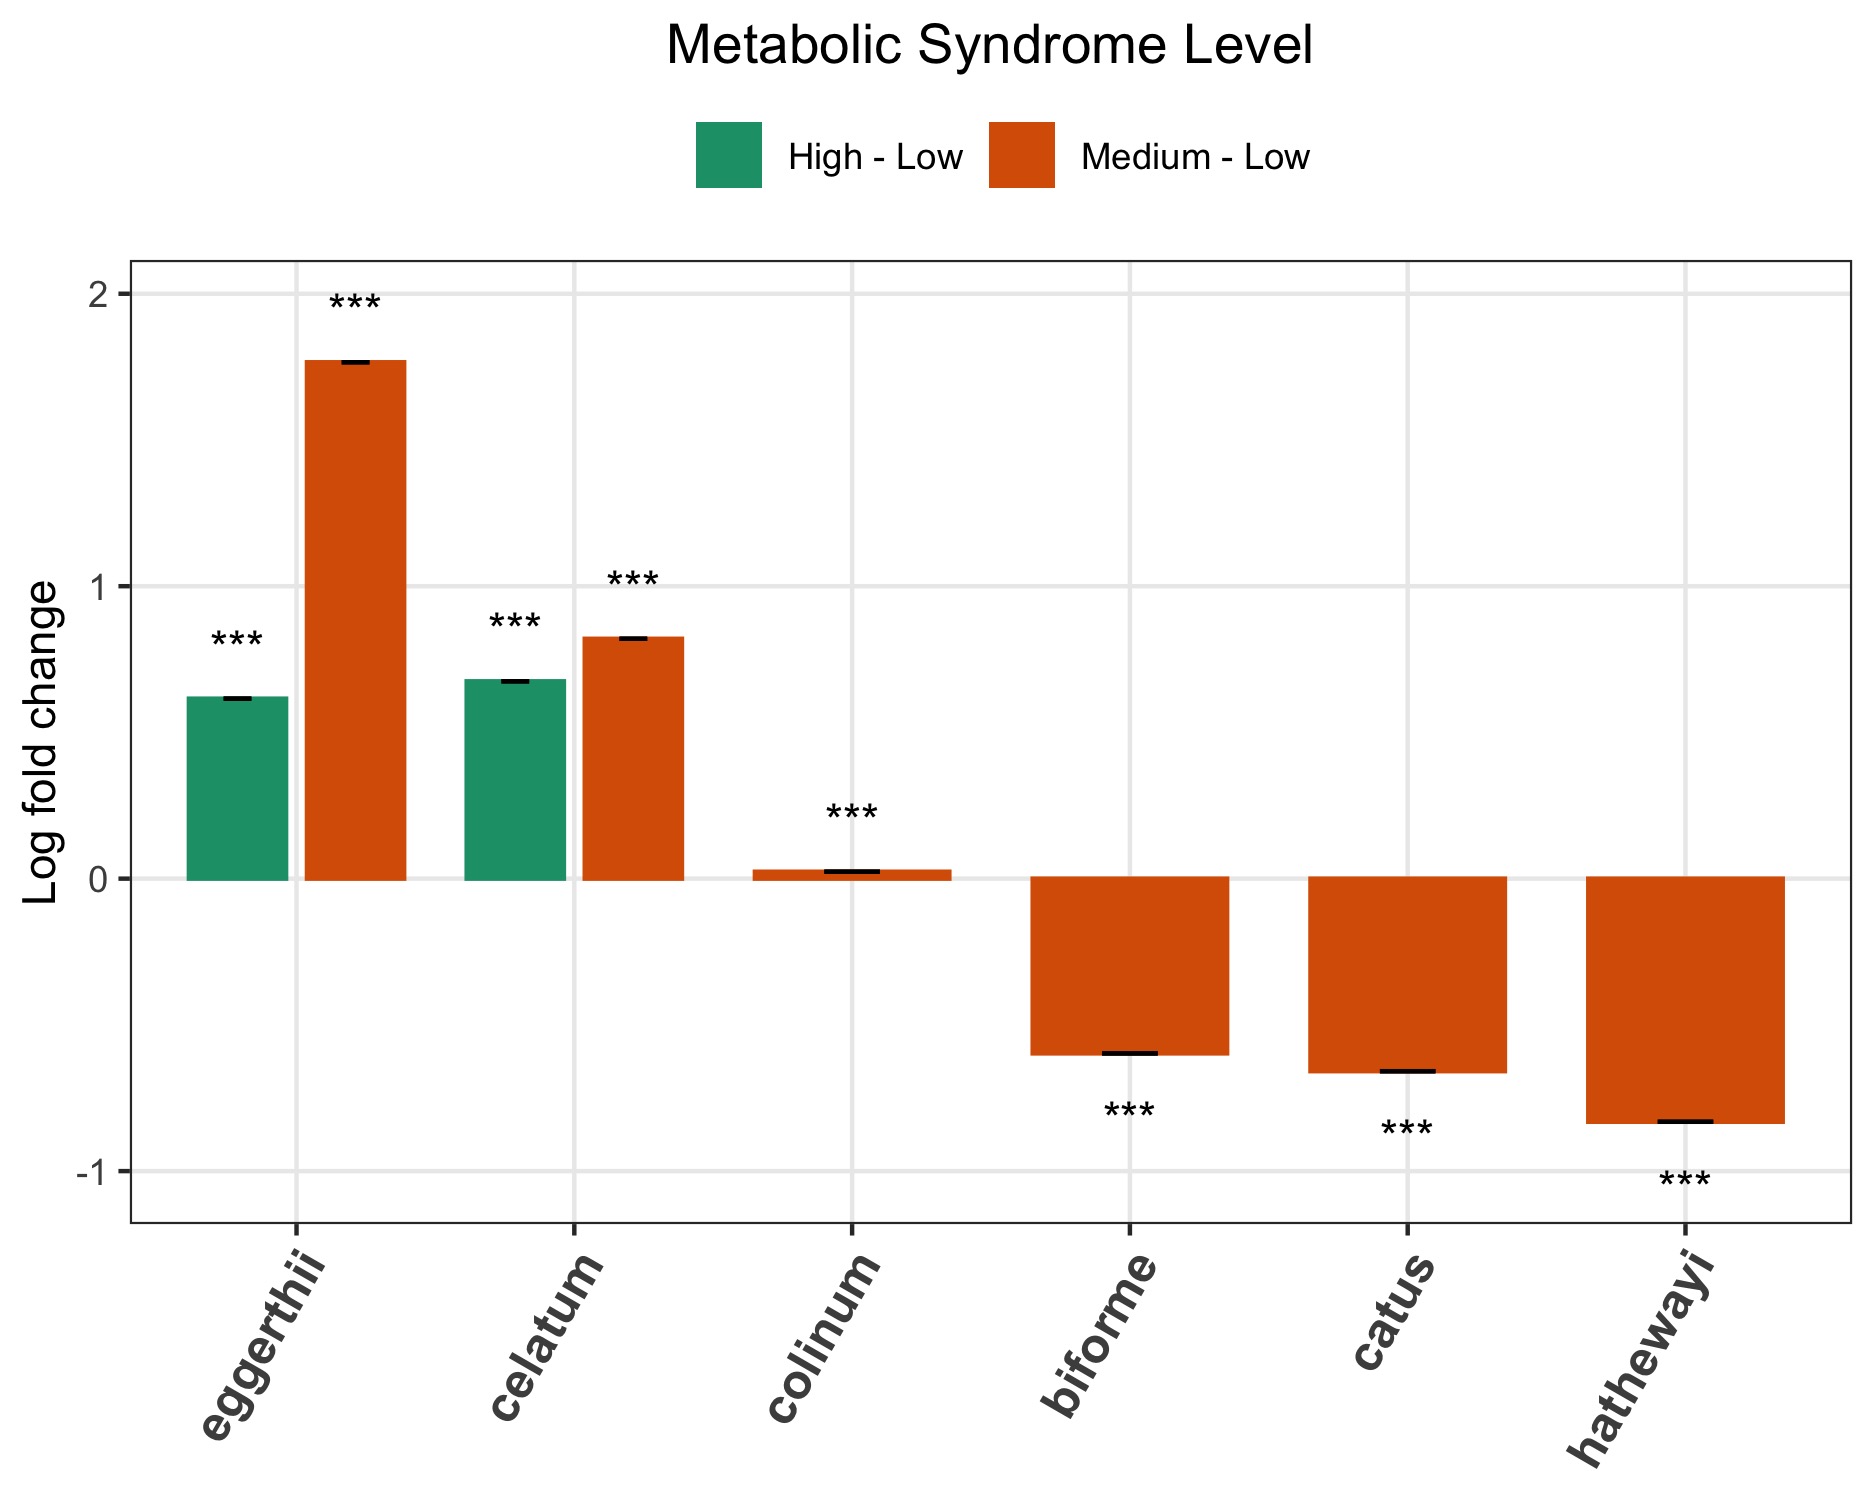 Metabolic Syndrome Level
High - Low
Medium - Low
Log fold change
2
1
0
-1
***
***
***
***
***
***
***
***
eggerthii
celatum
colinum
biforme
catus
hathewayi